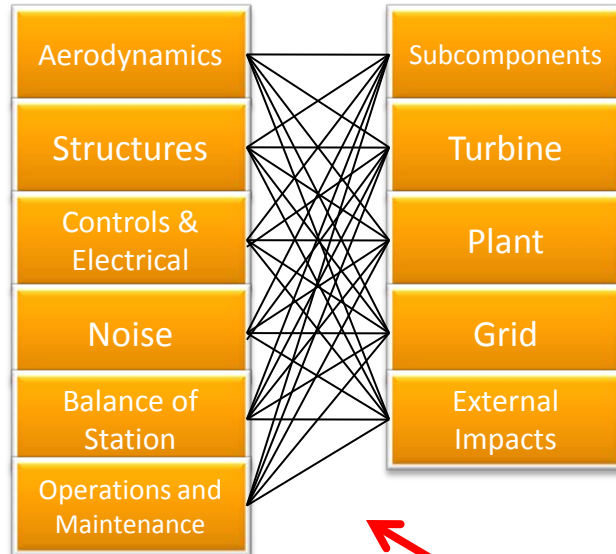 Aerodynamics
Structures
Controls &
Electrical
Noise
Balance of
Station
Operations and
Maintenance
Subcomponents
Turbine
Plant
Grid
External
Impacts